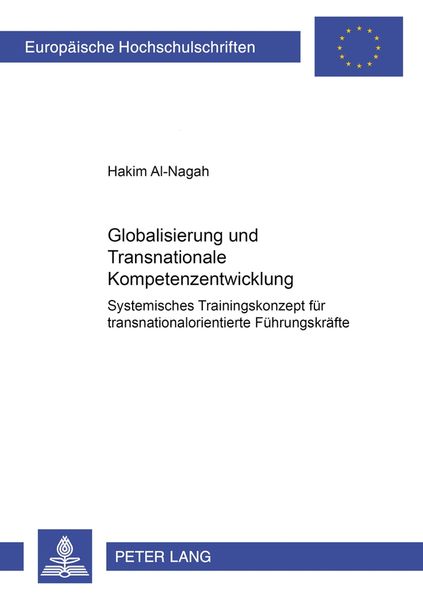 Europäische Hochschulschriften
Hakim Al-Nagah
Globalisierung und
Transnationale
Kompetenzentwicklung
Systemisches Trainingskonzept für
transnationalorientierte Führungskräfte
PETER LANG